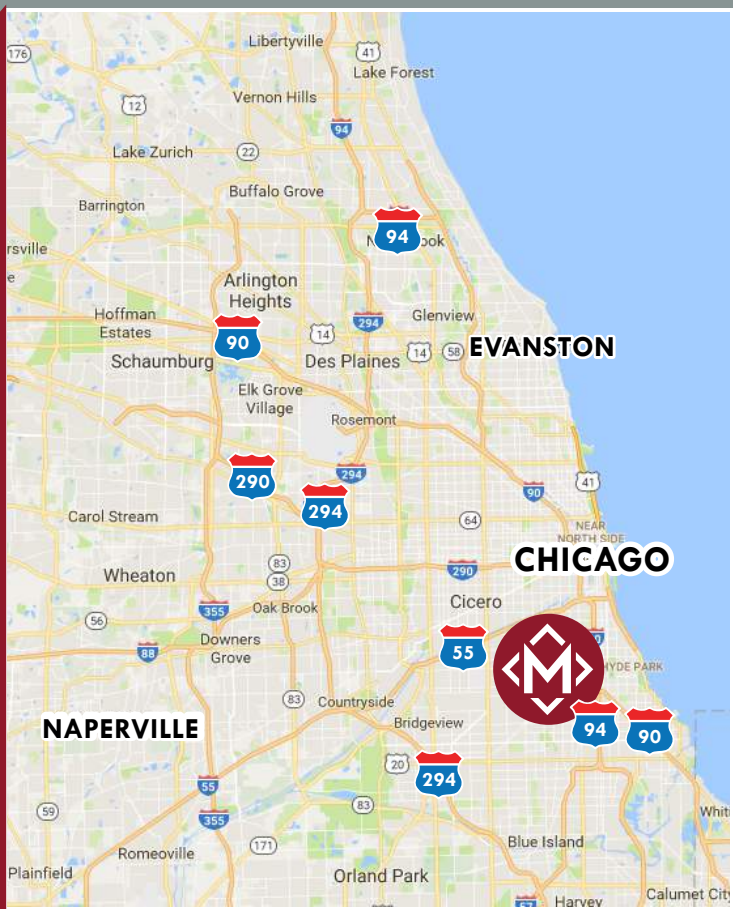 Libertyville
176
41
Lake Forest
12
Vernon Hills
94
Lake Zurich
22
Buffalo Grove
Barrington
94
Arlington
Heights
Hoffman
Estates
294
Glenview
90
14
Schaumburg
Des Plaines
14
58
EVANSTON
Elk Grove
Village
Rosemont
290
294
294
90
41
Carol Stream
64
NEAR
NORTH SIDE
83
CHICAGO
Wheaton
38
290
Cicero
Oak Brook
355
56
88
Downers
Grove
55
M
HYDE PARK
83
Countryside
NAPERVILLE
Bridgeview
94
90
20
294
55
59
83
355
Romeoville
171
Blue Island
Plainfield
Orland Park
57
Harvey
Calumet City